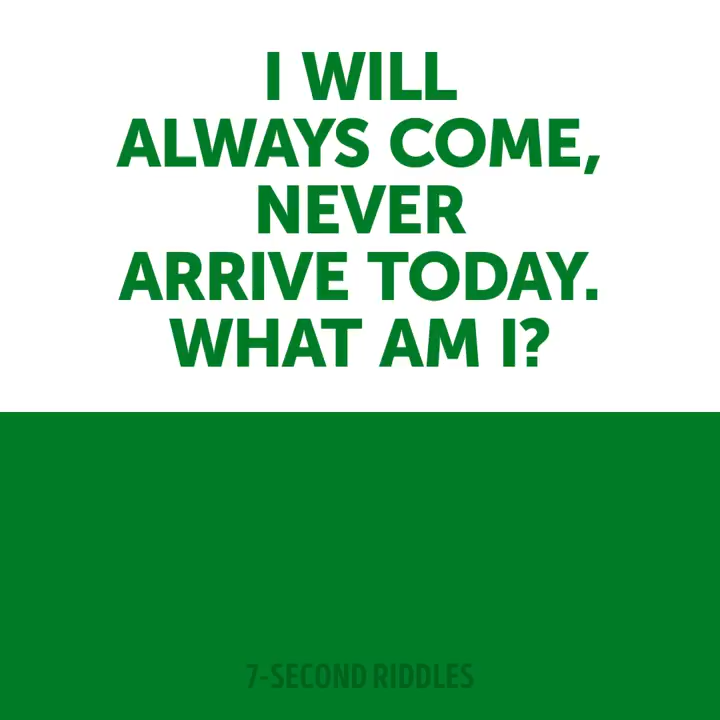 I WILL
ALWAYS COME,
NEVER
ARRIVE TODAY.
WHAT AM I?
7-SECOND RIDDLES